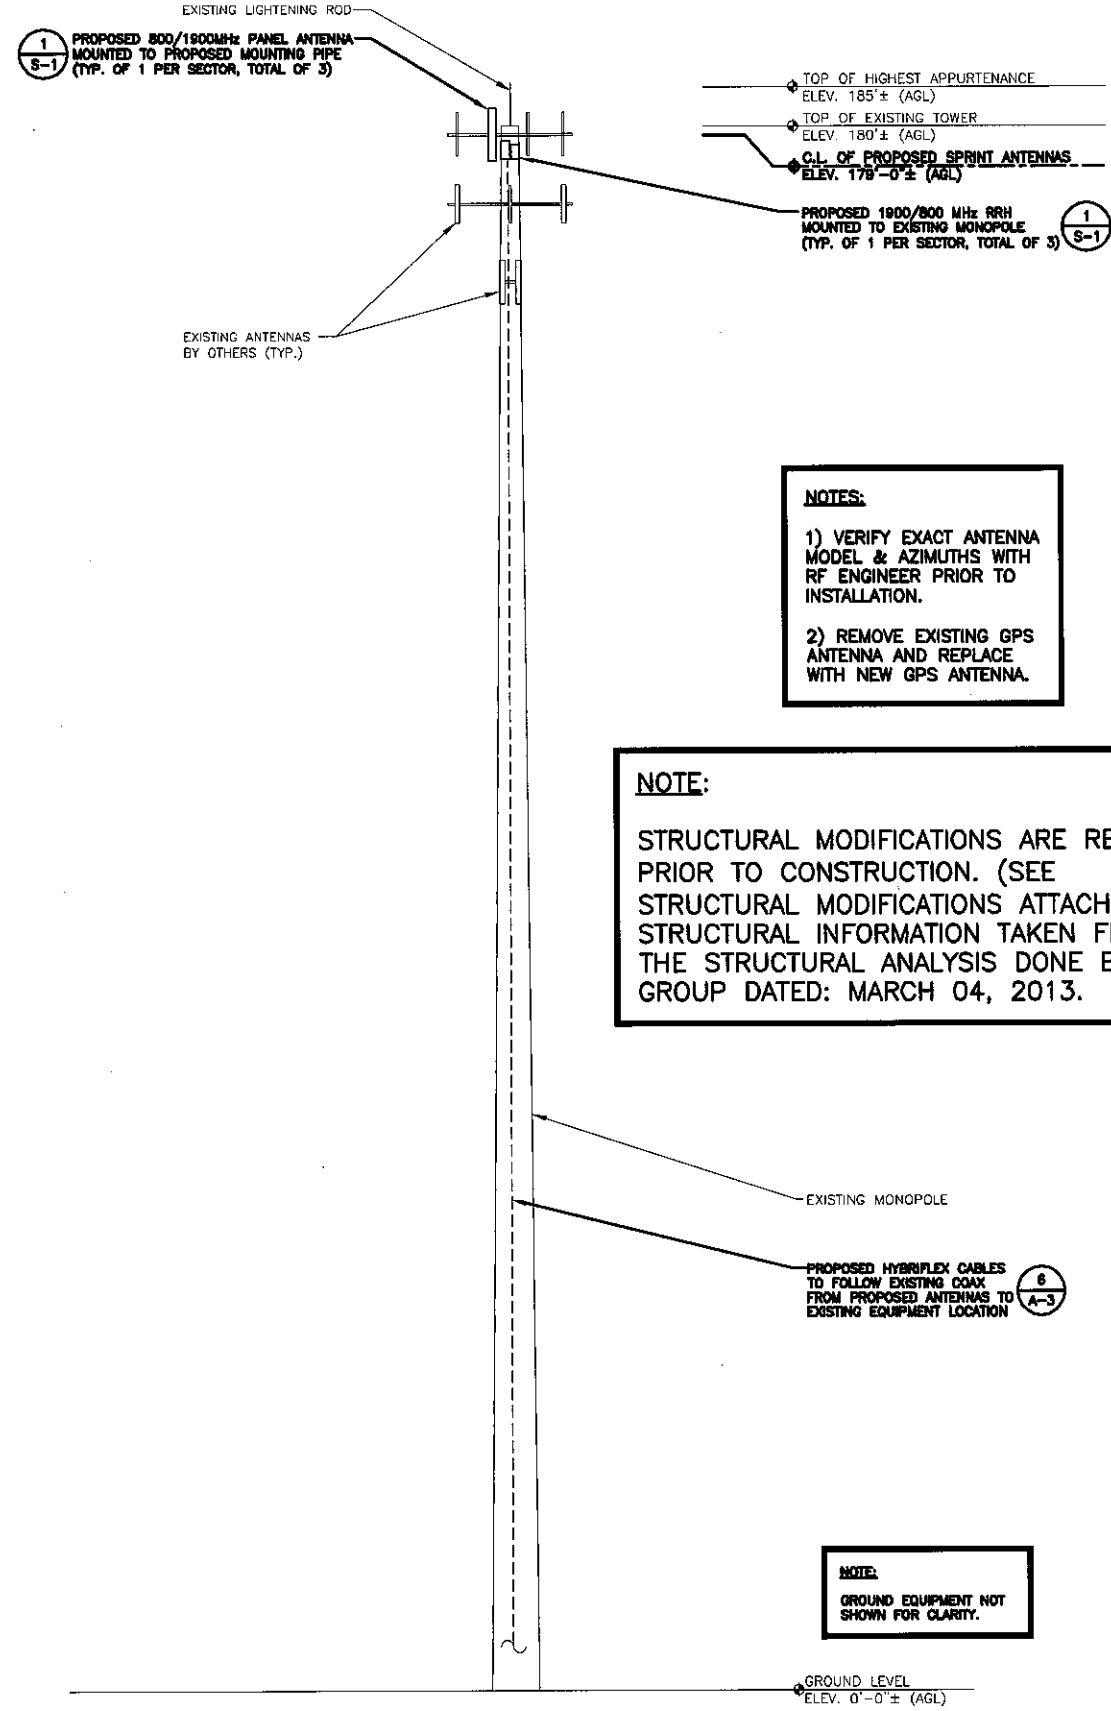 EXISTING LIGHTENING ROD
1
S-1
PROPOSED 800/1900MHz PANEL ANTENNA
MOUNTED TO PROPOSED MOUNTING PIPE
(TYP. OF 1 PER SECTOR, TOTAL OF 3)
TOP OF HIGHEST APPURTENANCE
ELEV. 185'± (AGL)
TOP OF EXISTING TOWER
ELEV. 180'± (AGL)
C.L. OF PROPOSED SPRINT ANTENNAS
ELEV. 179'-0"± (AGL)
PROPOSED 1900/800 MHz RRH
MOUNTED TO EXISTING MONOPOLE
(TYP. OF 1 PER SECTOR, TOTAL OF 3)
1
S-1
EXISTING ANTENNAS
BY OTHERS (TYP.)
NOTES:
1) VERIFY EXACT ANTENNA
MODEL & AZIMUTHS WITH
RF ENGINEER PRIOR TO
INSTALLATION.
2) REMOVE EXISTING GPS
ANTENNA AND REPLACE
WITH NEW GPS ANTENNA.
NOTE:
STRUCTURAL MODIFICATIONS ARE RE
PRIOR TO CONSTRUCTION. (SEE
STRUCTURAL MODIFICATIONS ATTACH
STRUCTURAL INFORMATION TAKEN F
THE STRUCTURAL ANALYSIS DONE B
GROUP DATED: MARCH 04, 2013.
EXISTING MONOPOLE
PROPOSED HYBRIFLEX CABLES
TO FOLLOW EXISTING COAX
FROM PROPOSED ANTENNAS TO
EXISTING EQUIPMENT LOCATION
6
A-3
NOTE:
GROUND EQUIPMENT NOT
SHOWN FOR CLARITY.
GROUND LEVEL
ELEV. 0'-0"± (AGL)